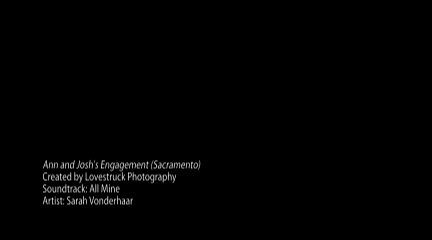 Ann and Josh's Engagement (Sacramento)
Created by Lovestruck Photography
Soundtrack: All Mine
Artist: Sarah Vonderhaar